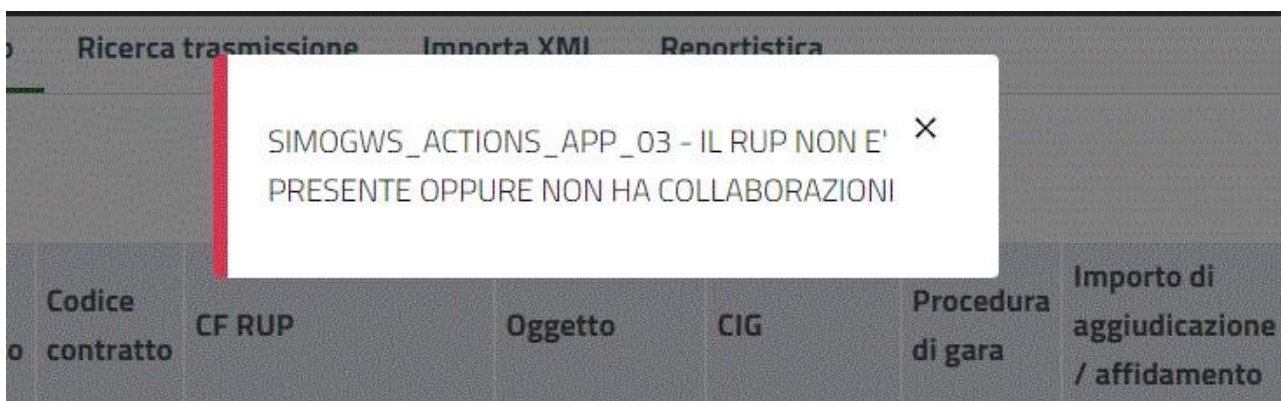 o Ricerca trasmissione Importa XML Reportistica
SIMOGWS_ACTIONS_APP_03 - IL RUP NON E'
PRESENTE OPPURE NON HA COLLABORAZIONI
o
Codice
contratto
CF RUP
Oggetto
CIG
Procedura
di gara
Importo di
aggiudicazione
/ affidamento